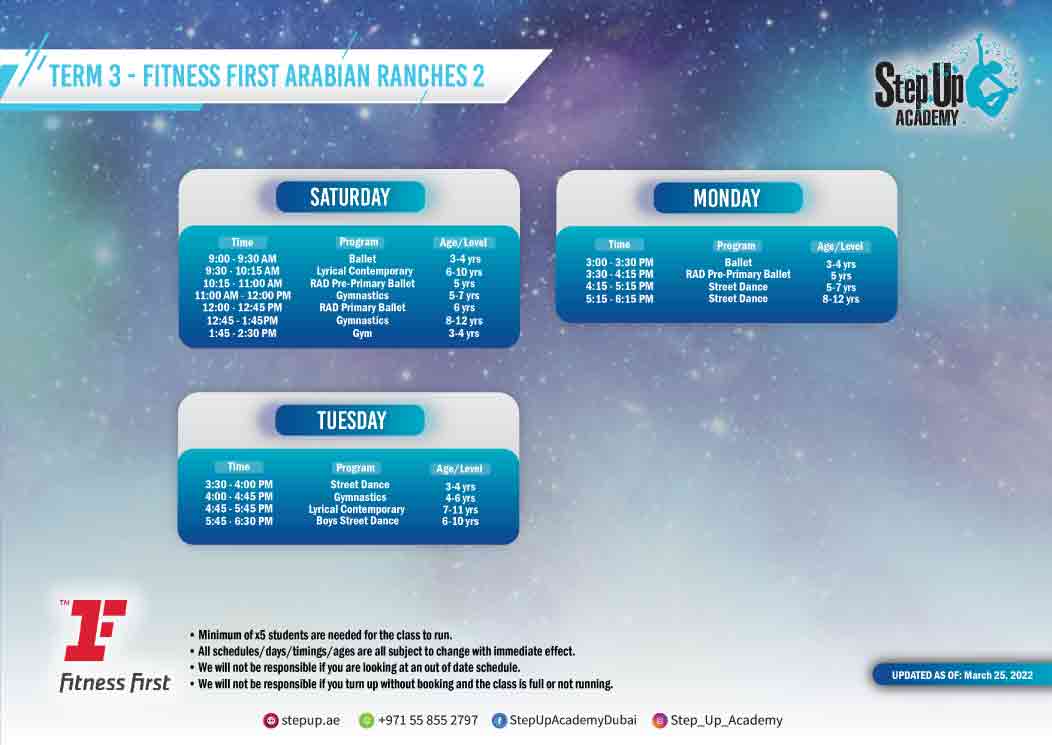 TERM 3 - FITNESS FIRST ARABIAN RANCHES 2
Step Up
ACADEMY
SATURDAY
Time Program Age/Level
9:00 - 9:30 AM Ballet 3-4 yrs
9:30 - 10:15 AM Lyrical Contemporary 6-10 yrs
10:15 - 11:00 AM RAD Pre-Primary Ballet 5 yrs
11:00 AM - 12:00 PM Gymnastics 5-7 yrs
12:00 - 12:45 PM RAD Primary Ballet 6 yrs
12:45 - 1:45PM Gymnastics 8-12 yrs
1:45 - 2:30 PM Gym 3-4 yrs
MONDAY
Time Program Age/Level
3:00 - 3:30 PM Ballet 3-4 yrs
3:30 - 4:15 PM RAD Pre-Primary Ballet 5 yrs
4:15 - 5:15 PM Street Dance 5-7 yrs
5:15 - 6:15 PM Street Dance 8-12 yrs
TUESDAY
Time Program Age/Level
3:30 - 4:00 PM Street Dance 3-4 yrs
4:00 - 4:45 PM Gymnastics 4-6 yrs
4:45 - 5:45 PM Lyrical Contemporary 7-11 yrs
5:45 - 6:30 PM Boys Street Dance 6-10 yrs
TM
fitness first
• Minimum of x5 students are needed for the class to run.
• All schedules/days/timings/ages are all subject to change with immediate effect.
• We will not be responsible if you are looking at an out of date schedule.
• We will not be responsible if you turn up without booking and the class is full or not running.
UPDATED AS OF: March 25, 2022
stepup.ae +971 55 855 2797 StepUpAcademyDubai Step_Up_Academy